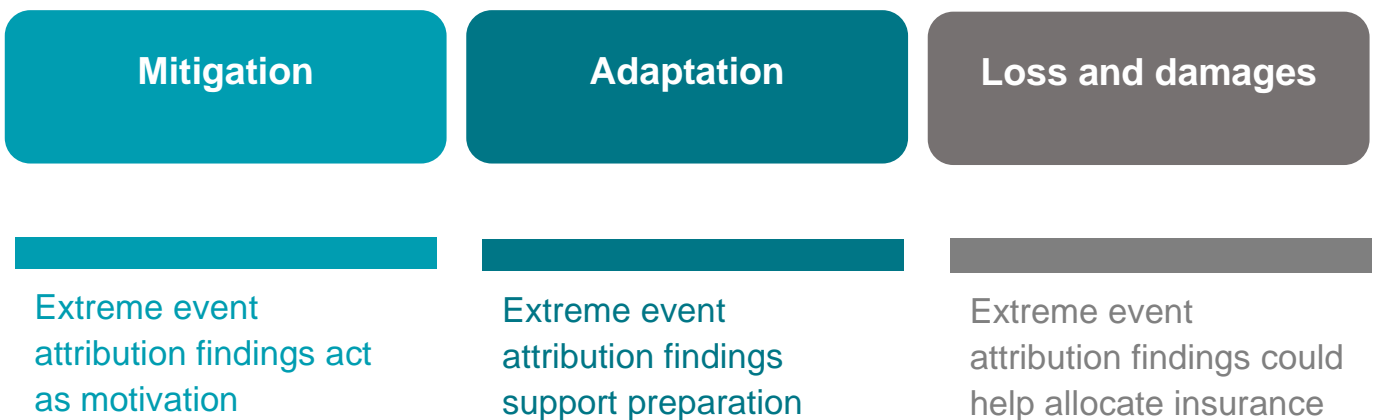 Mitigation
Adaptation
Loss and damages
Extreme event
attribution findings act
as motivation
Extreme event
attribution findings
support preparation
Extreme event
attribution findings could
help allocate insurance